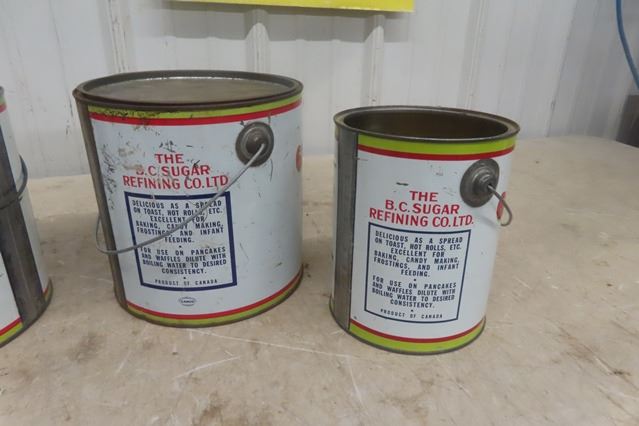 THE
B.C. SUGAR
REFINING CO. LTD.
DELICIOUS AS A SPREAD
ON TOAST, HOT ROLLS, ETC.
EXCELLENT FOR
BAKING, CANDY MAKING,
FROSTINGS, AND INFANT
FEEDING.
FOR USE ON PANCAKES
AND WAFFLES DILUTE WITH
BOILING WATER TO DESIRED
CONSISTENCY.
PRODUCT OF CANADA
THE
B.C. SUGAR
REFINING CO. LTD.
DELICIOUS AS A SPREAD
ON TOAST, HOT ROLLS, ETC.
EXCELLENT FOR
BAKING, CANDY MAKING,
FROSTINGS, AND INFANT
FEEDING.
FOR USE ON PANCAKES
AND WAFFLES DILUTE WITH
BOILING WATER TO DESIRED
CONSISTENCY.
PRODUCT OF CANADA